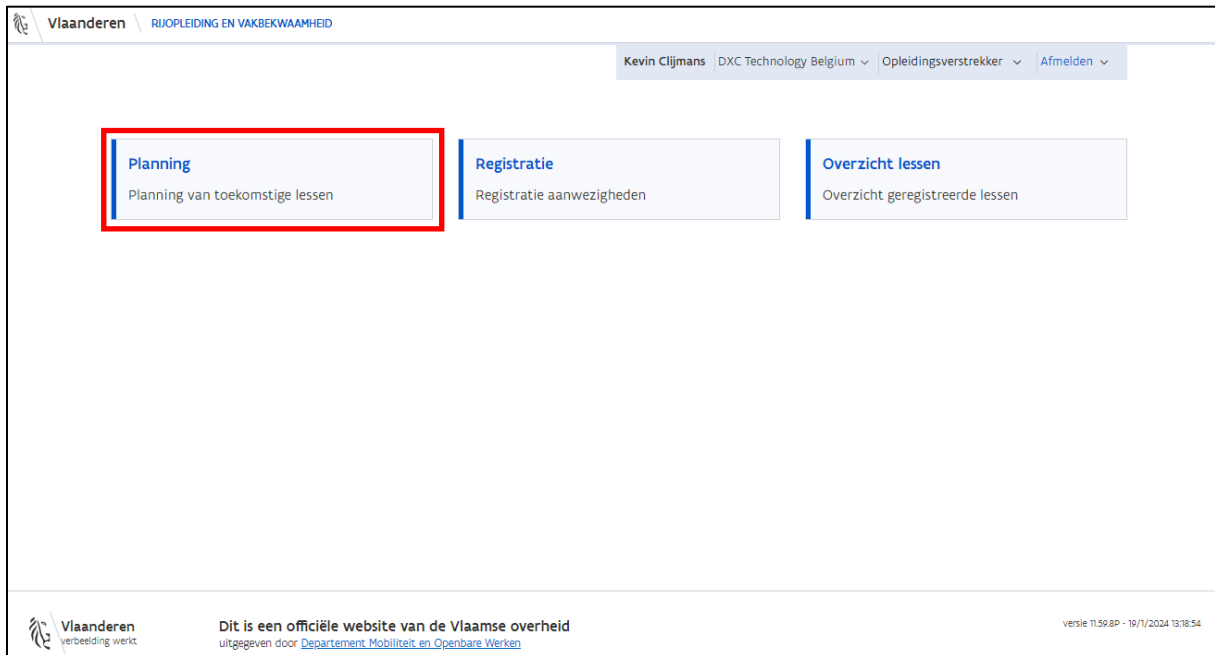 Vlaanderen RIJOPLEIDING EN VAKBEKWAAMHEID
Kevin Clijmans DXC Technology Belgium Opleidingsverstrekker Afmelden
Planning
Planning van toekomstige lessen
Registratie
Registratie aanwezigheden
Overzicht lessen
Overzicht geregistreerde lessen
Vlaanderen
verbeelding werkt
Dit is een officiële website van de Vlaamse overheid
uitgegeven door Departement Mobiliteit en Openbare Werken
versie 11.59.8P - 19/1/2024 13:18:54